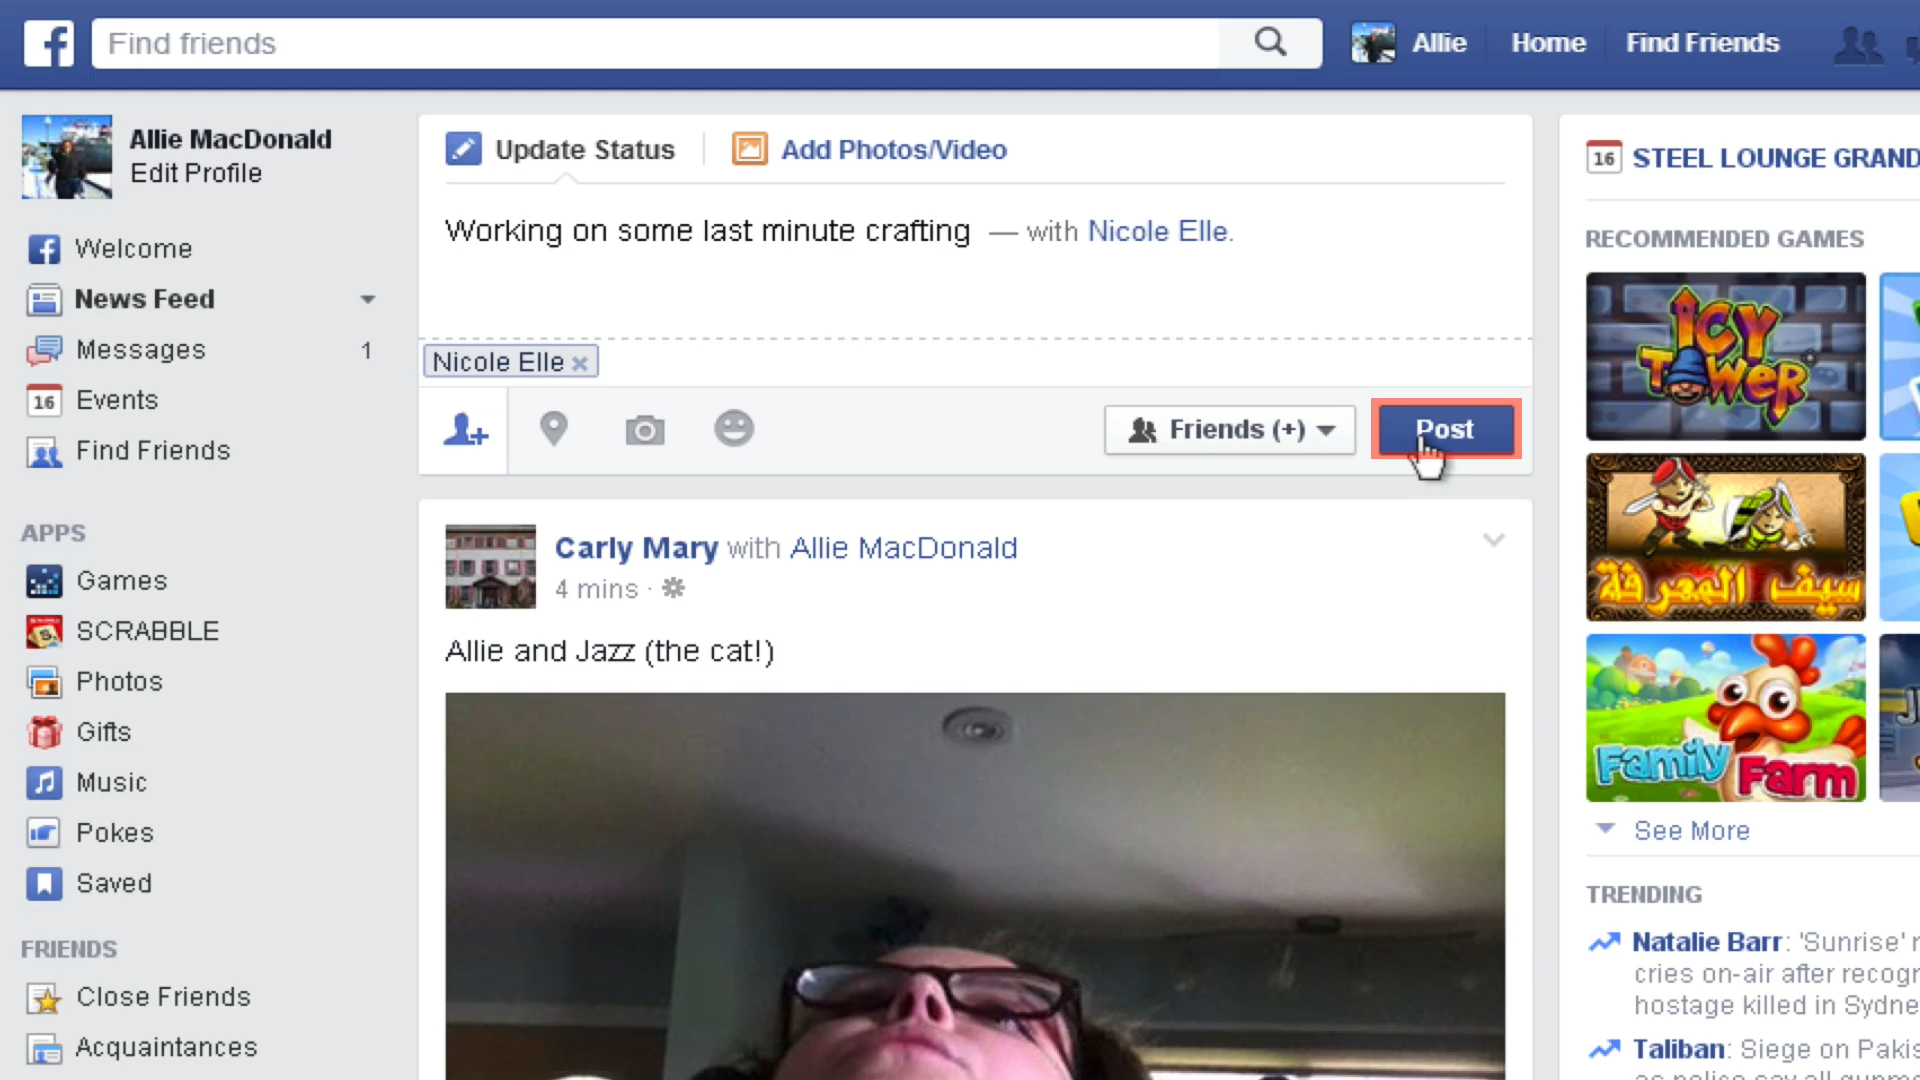 f
Find friends
Allie
Home
Find Friends
Allie MacDonald
Edit Profile
Welcome
News Feed
Messages
1
16
Events
Find Friends
APPS
Games
SCRABBLE
Photos
Gifts
Music
Pokes
Saved
FRIENDS
Close Friends
Acquaintances
Update Status
Add Photos/Video
Working on some last minute crafting — with Nicole Elle.
Nicole Elle ×
Friends (+)
Post
Carly Mary with Allie MacDonald
4 mins ·
Allie and Jazz (the cat!)
16 STEEL LOUNGE GRAND
RECOMMENDED GAMES
ICY
TOWER
سيف المعرفة
Family Farm
See More
TRENDING
Natalie Barr: 'Sunrise'
cries on-air after recogn
hostage killed in Sydne
Taliban: Siege on Pakis